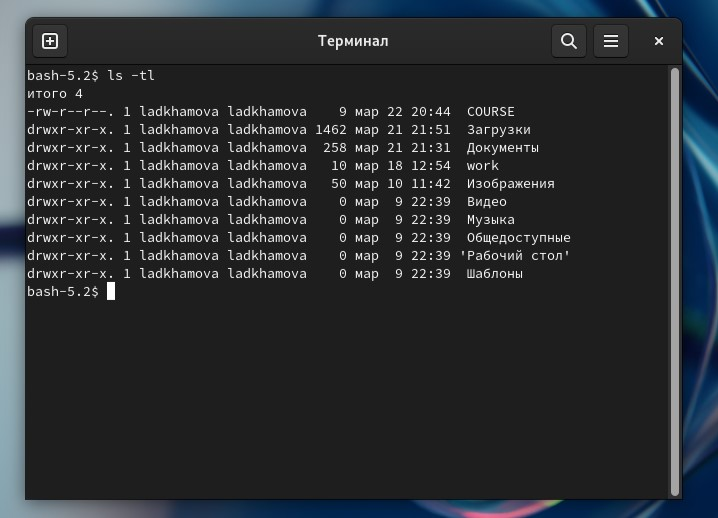 Терминал
bash-5.2$ ls -tl
итого 4
-rw-r--r--. 1 ladkhamova ladkhamova    9 мар 22 20:44  COURSE
drwxr-xr-x. 1 ladkhamova ladkhamova 1462 мар 21 21:51  Загрузки
drwxr-xr-x. 1 ladkhamova ladkhamova  258 мар 21 21:31  Документы
drwxr-xr-x. 1 ladkhamova ladkhamova   10 мар 18 12:54  work
drwxr-xr-x. 1 ladkhamova ladkhamova   50 мар 10 11:42  Изображения
drwxr-xr-x. 1 ladkhamova ladkhamova    0 мар  9 22:39  Видео
drwxr-xr-x. 1 ladkhamova ladkhamova    0 мар  9 22:39  Музыка
drwxr-xr-x. 1 ladkhamova ladkhamova    0 мар  9 22:39  Общедоступные
drwxr-xr-x. 1 ladkhamova ladkhamova    0 мар  9 22:39 'Рабочий стол'
drwxr-xr-x. 1 ladkhamova ladkhamova    0 мар  9 22:39  Шаблоны
bash-5.2$